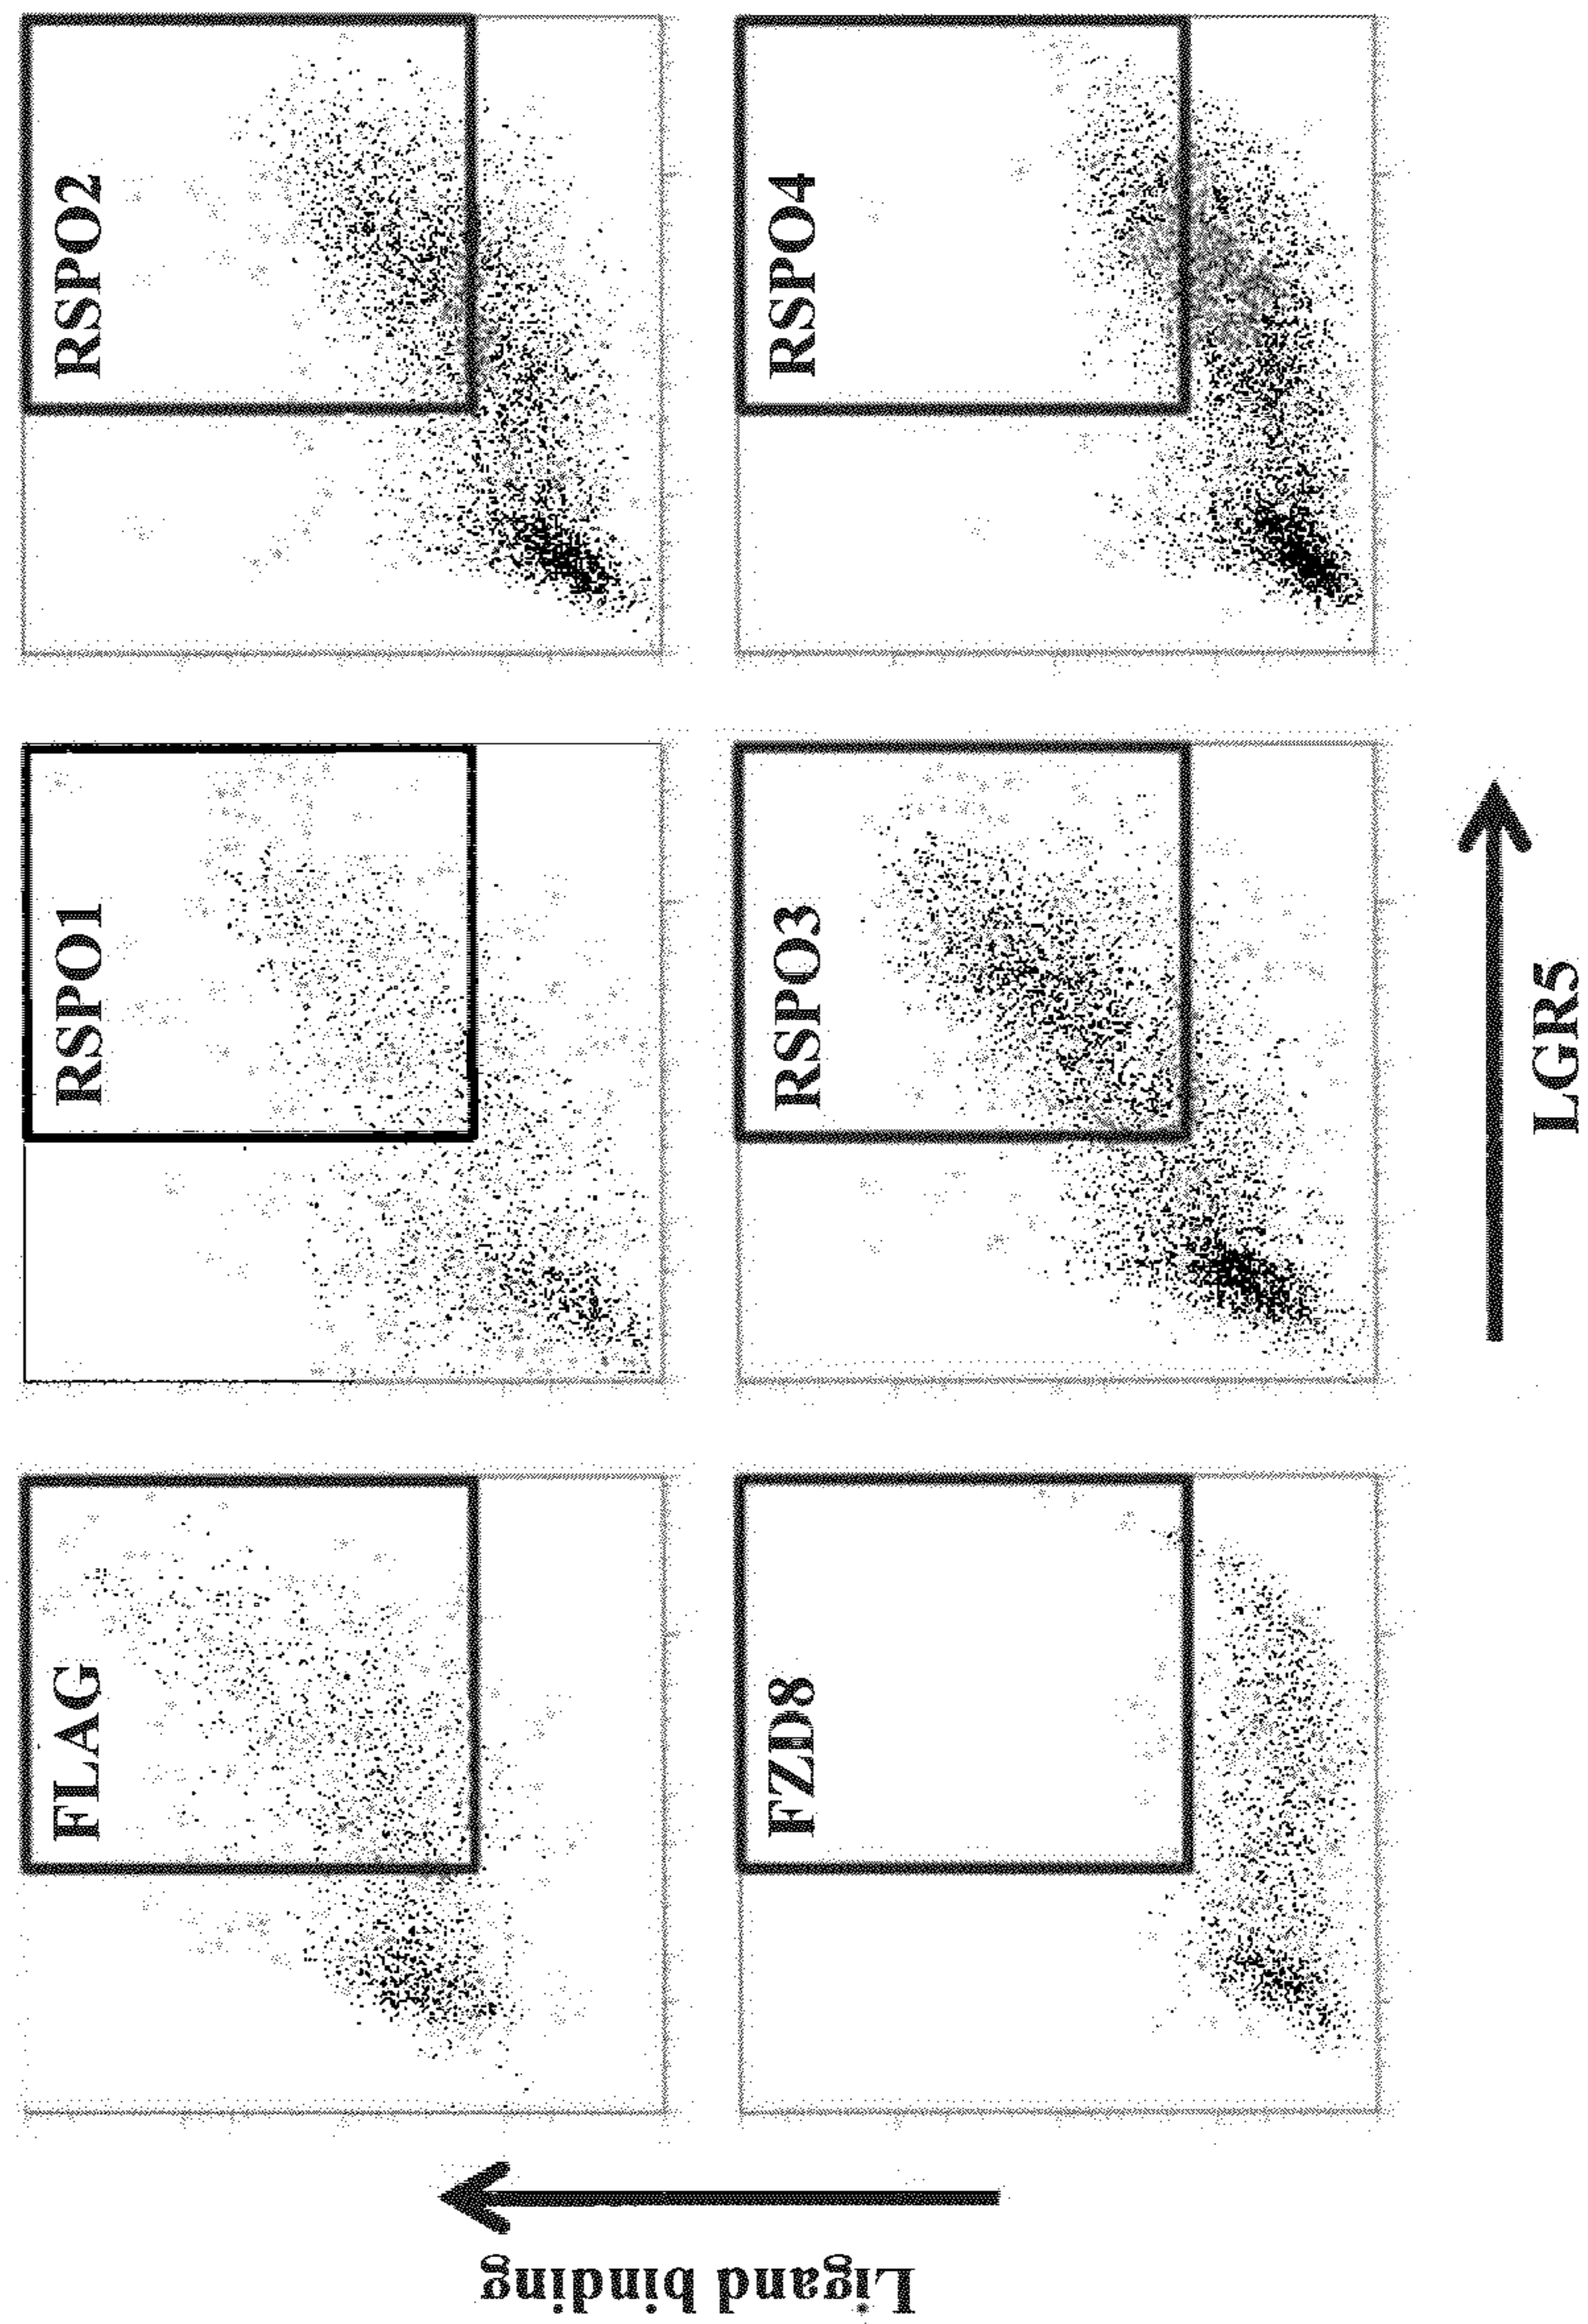 FLAG
RSPO1
RSPO2
FZD8
RSPO3
RSPO4
Ligand binding
LGR5